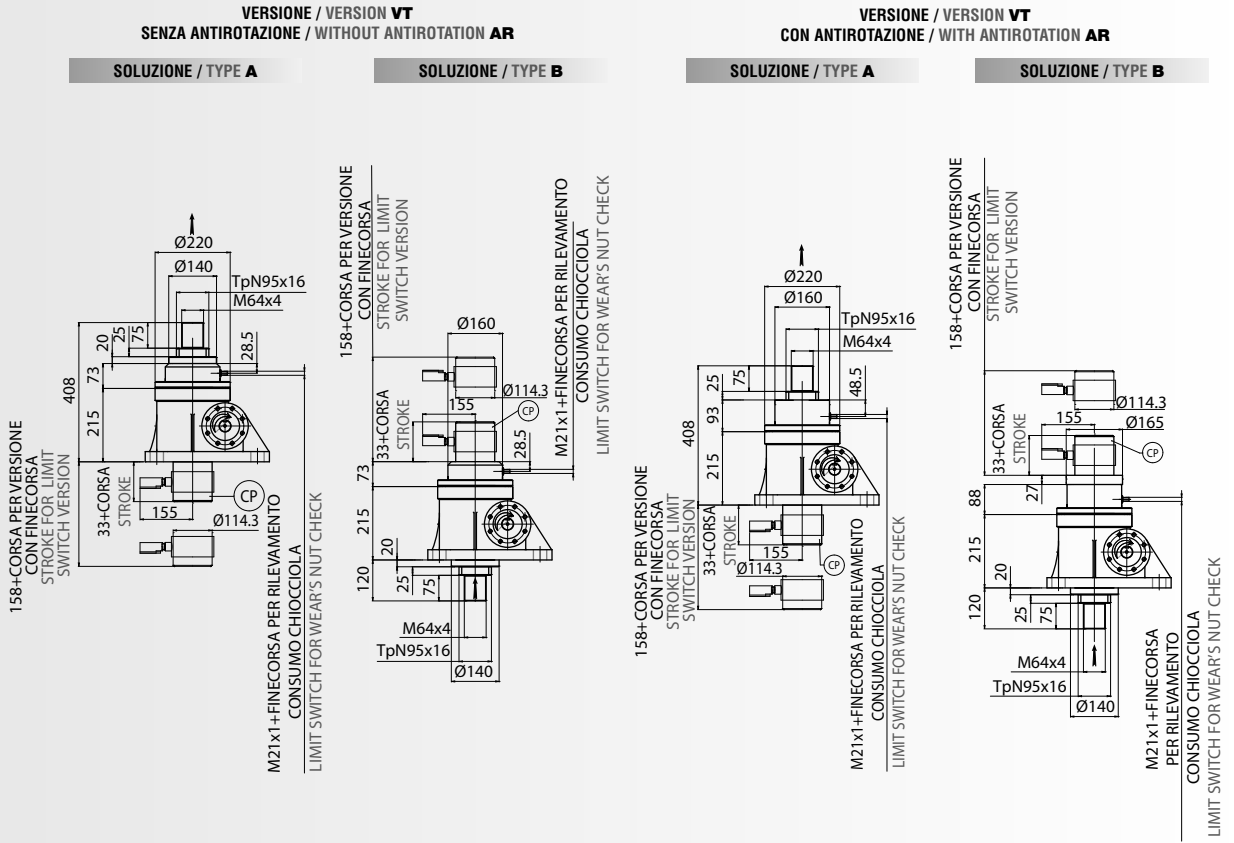 VERSIONE / VERSION VT
SENZA ANTIROTAZIONE / WITHOUT ANTIROTATION AR
SOLUZIONE / TYPE A
158+CORSA PER VERSIONE
CON FINECORSA
STROKE FOR LIMIT
SWITCH VERSION
Ø220
Ø140
TpN95x16
M64x4
20
25
75
28.5
408
73
215
33+CORSA
STROKE
155
CP
Ø114.3
M21x1+FINECORSA PER RILEVAMENTO
CONSUMO CHIOCCIOLA
LIMIT SWITCH FOR WEAR'S NUT CHECK
SOLUZIONE / TYPE B
158+CORSA PER VERSIONE
CON FINECORSA
STROKE FOR LIMIT
SWITCH VERSION
Ø160
Ø114.3
155
CP
33+CORSA
STROKE
28.5
73
215
20
120
25
75
M64x4
TpN95x16
Ø140
M21x1+FINECORSA PER RILEVAMENTO
CONSUMO CHIOCCIOLA
LIMIT SWITCH FOR WEAR'S NUT CHECK
VERSIONE / VERSION VT
CON ANTIROTAZIONE / WITH ANTIROTATION AR
SOLUZIONE / TYPE A
158+CORSA PER VERSIONE
CON FINECORSA
STROKE FOR LIMIT
SWITCH VERSION
Ø220
Ø160
TpN95x16
M64x4
25
75
48.5
408
93
215
33+CORSA
STROKE
155
CP
Ø114.3
M21x1+FINECORSA PER RILEVAMENTO
CONSUMO CHIOCCIOLA
LIMIT SWITCH FOR WEAR'S NUT CHECK
SOLUZIONE / TYPE B
158+CORSA PER VERSIONE
CON FINECORSA
STROKE FOR LIMIT
SWITCH VERSION
Ø114.3
155
Ø165
CP
33+CORSA
STROKE
27
88
215
20
120
25
75
M64x4
TpN95x16
Ø140
M21x1+FINECORSA
PER RILEVAMENTO
CONSUMO CHIOCCIOLA
LIMIT SWITCH FOR WEAR'S NUT CHECK